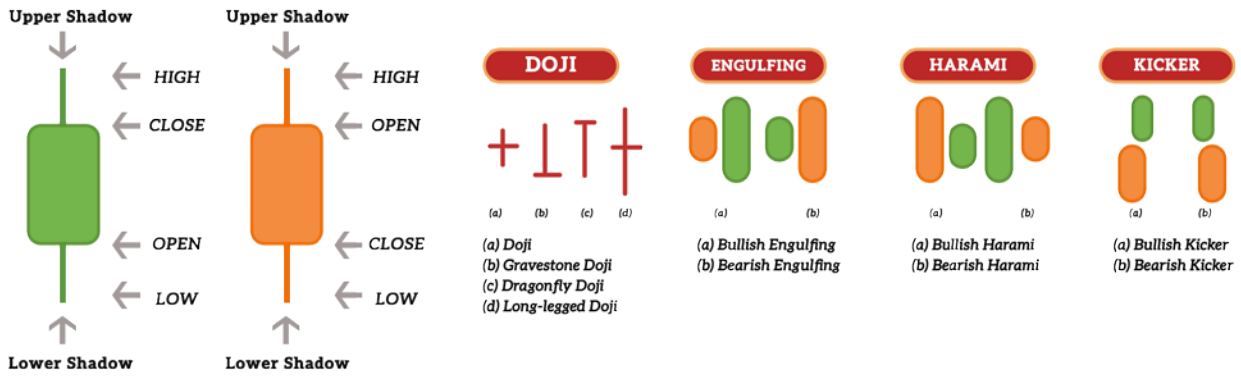 Upper Shadow
HIGH
CLOSE
OPEN
LOW
Lower Shadow
Upper Shadow
HIGH
OPEN
CLOSE
LOW
Lower Shadow
DOJI
(a) (b) (c) (d)
(a) Doji
(b) Gravestone Doji
(c) Dragonfly Doji
(d) Long-legged Doji
ENGULFING
(a) (b)
(a) Bullish Engulfing
(b) Bearish Engulfing
HARAMI
(a) (b)
(a) Bullish Harami
(b) Bearish Harami
KICKER
(a) (b)
(a) Bullish Kicker
(b) Bearish Kicker